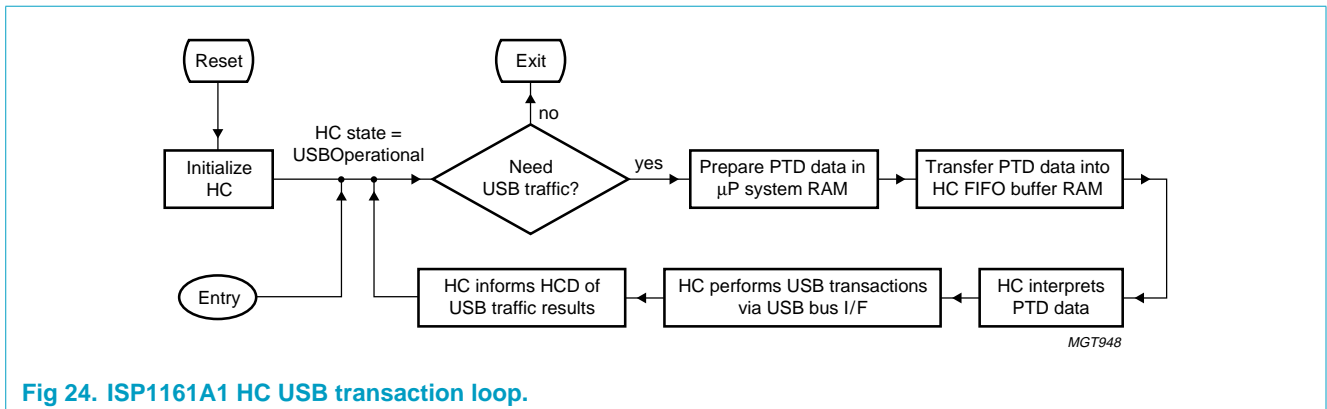 Reset
Exit
no
HC state =
USBOperational
Initialize
HC
Need
USB traffic?
yes
Prepare PTD data in
µP system RAM
Transfer PTD data into
HC FIFO buffer RAM
Entry
HC informs HCD of
USB traffic results
HC performs USB transactions
via USB bus I/F
HC interprets
PTD data
MGT948
Fig 24. ISP1161A1 HC USB transaction loop.